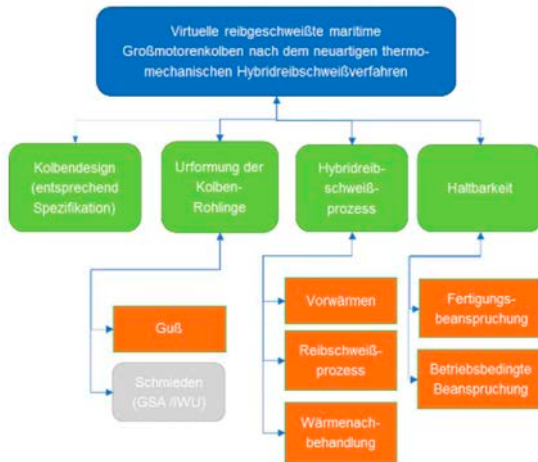 Virtuelle reibgeschweißte maritime
Großmotorenkolben nach dem neuartigen thermo-
mechanischen Hybridreibschweißverfahren
Kolbendesign
(entsprechend
Spezifikation)
Urformung der
Kolben-
Rohlinge
Hybridreib-
schweiß-
prozess
Haltbarkeit
Guß
Schmieden
(GSA /IWU)
Vorwärmen
Reibschweiß-
prozess
Wärmenach-
behandlung
Fertigungs-
beanspruchung
Betriebsbedingte
Beanspruchung